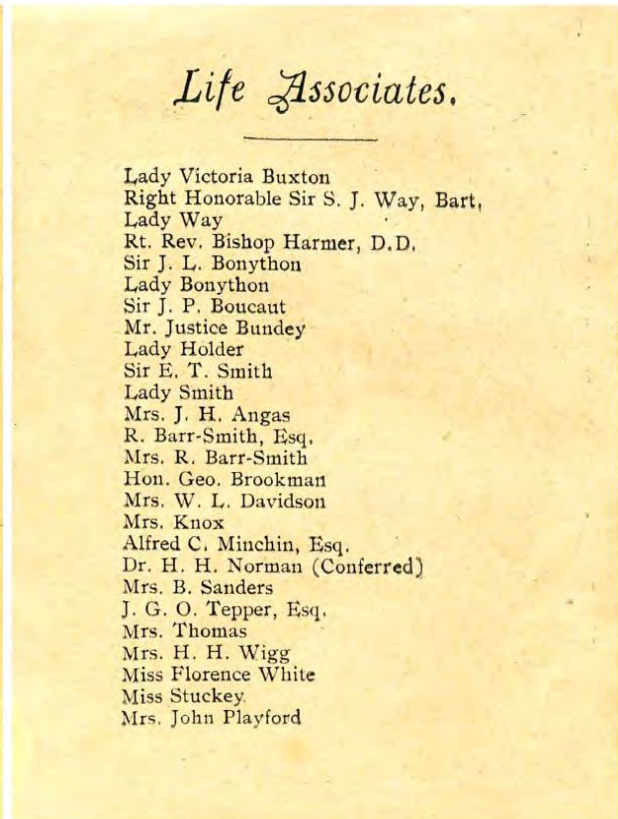 Life Associates.
Lady Victoria Buxton
Right Honorable Sir S. J. Way, Bart,
Lady Way
Rt. Rev. Bishop Harmer, D.D.
Sir J. L. Bonython
Lady Bonython
Sir J. P. Boucaut
Mr. Justice Bundey
Lady Holder
Sir E. T. Smith
Lady Smith
Mrs. J. H. Angas
R. Barr-Smith, Esq.
Mrs. R. Barr-Smith
Hon. Geo. Brookman
Mrs. W. L. Davidson
Mrs. Knox
Alfred C. Minchin, Esq.
Dr. H. H. Norman (Conferred)
Mrs. B. Sanders
J. G. O. Tepper, Esq.
Mrs. Thomas
Mrs. H. H. Wigg
Miss Florence White
Miss Stuckey.
Mrs. John Playford